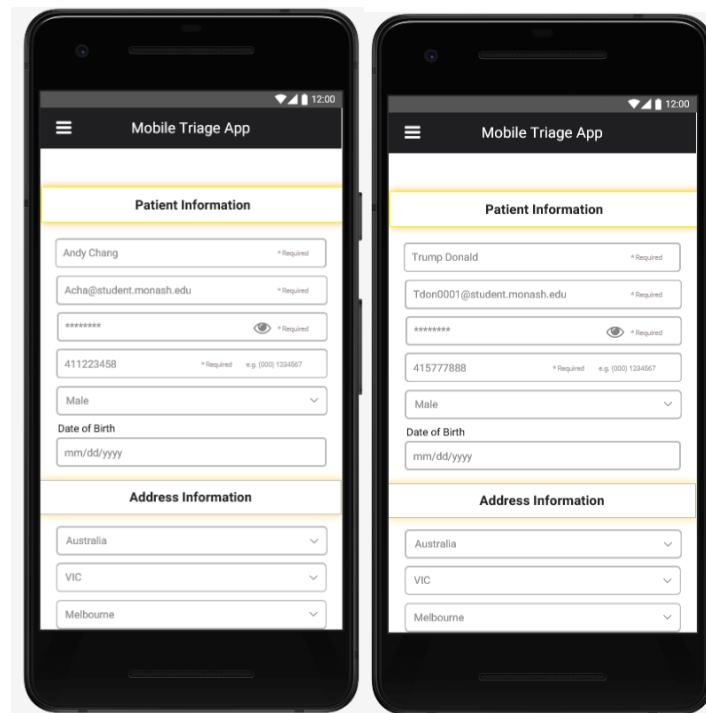 12:00
Mobile Triage App
Patient Information
Andy Chang * Required
Acha@student.monash.edu * Required
******** * Required
411223458 * Required e.g. (000) 1234567
Male
Date of Birth
mm/dd/yyyy
Address Information
Australia
VIC
Melbourne
12:00
Mobile Triage App
Patient Information
Trump Donald * Required
Tdon0001@student.monash.edu * Required
******** * Required
415777888 * Required e.g. (000) 1234567
Male
Date of Birth
mm/dd/yyyy
Address Information
Australia
VIC
Melbourne